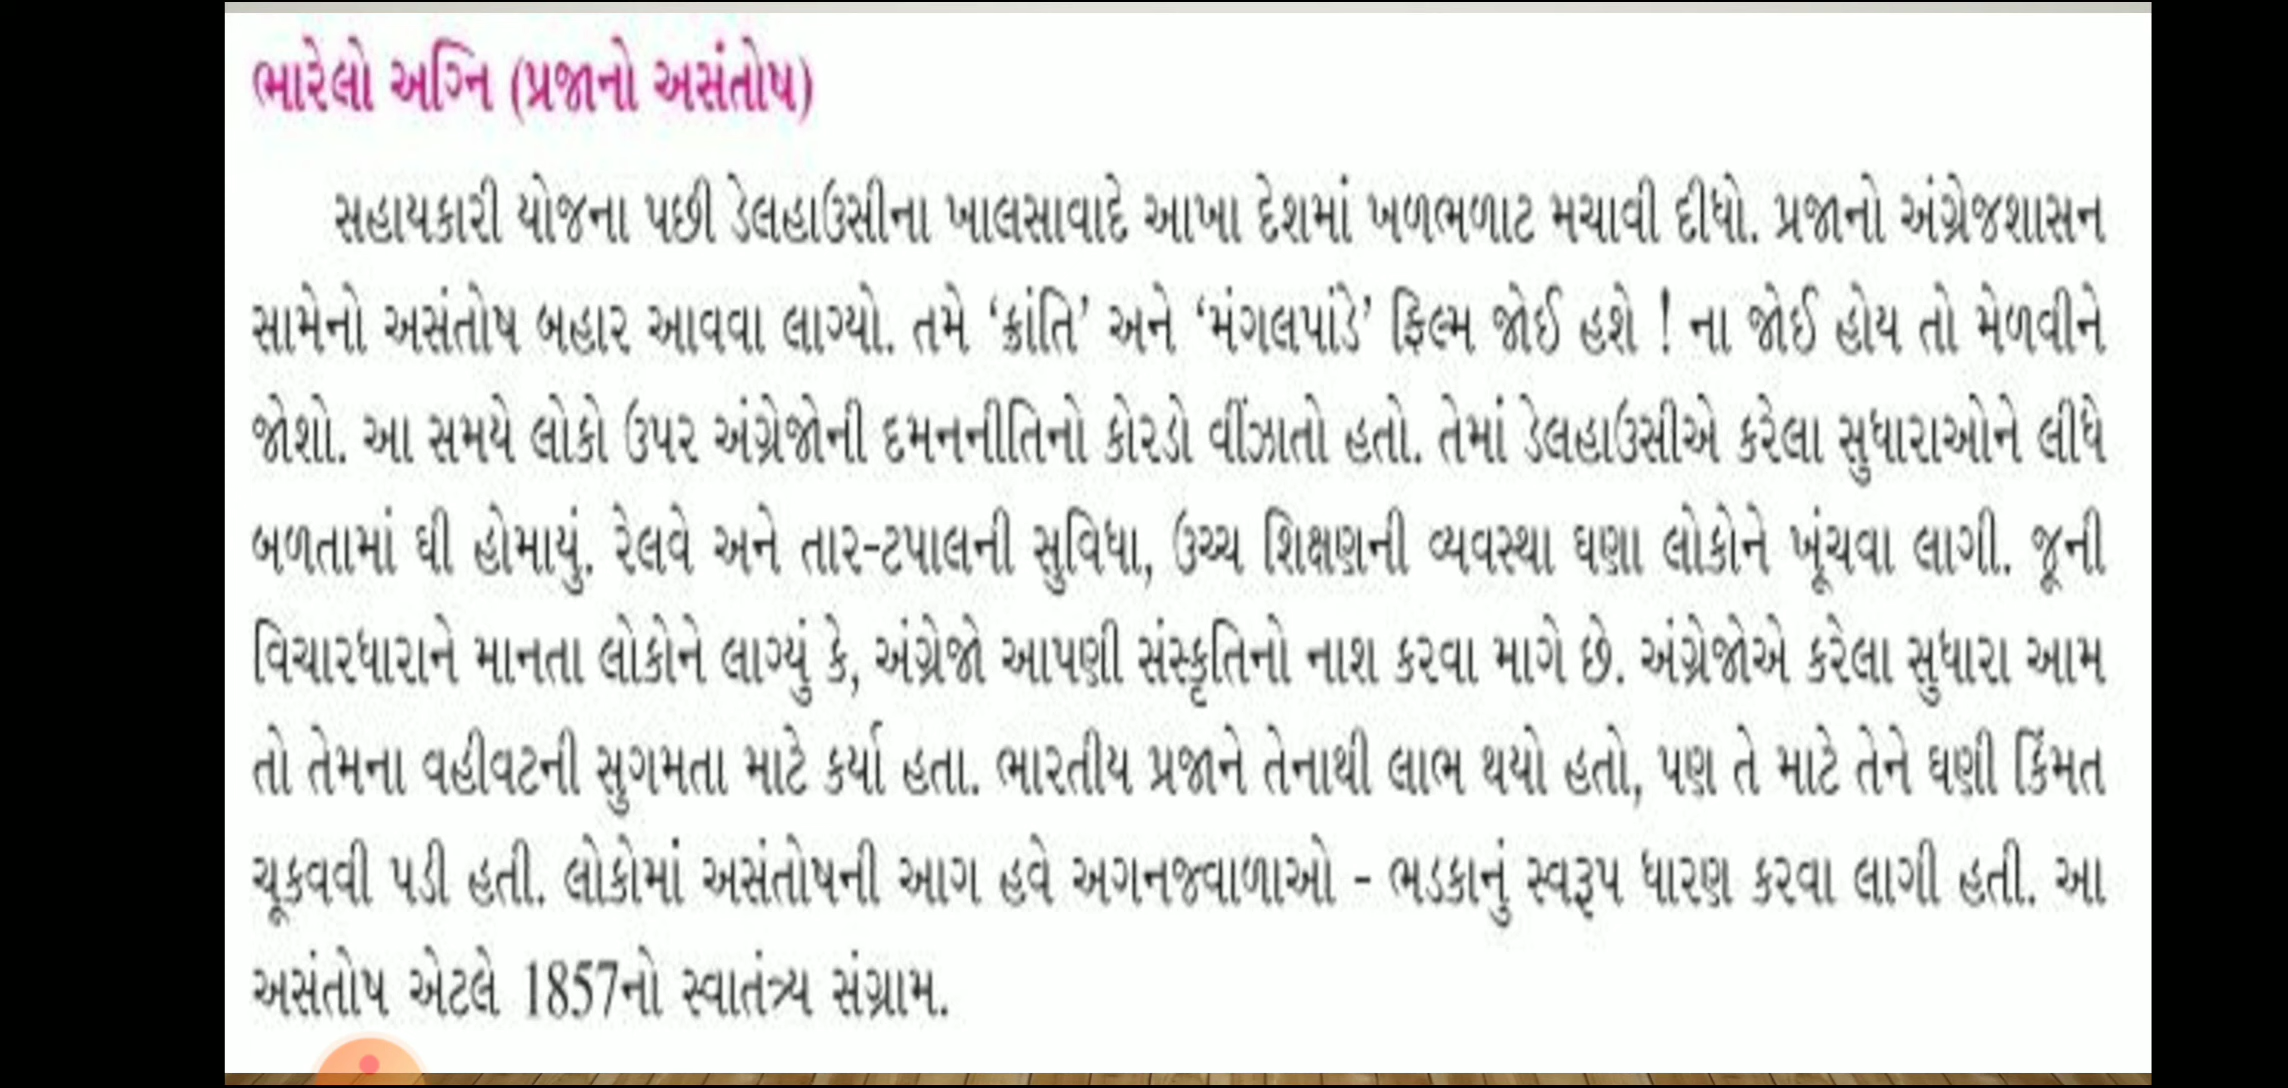 ભારેલો અગ્નિ (પ્રજાનો અસંતોષ)
સહાયકારી યોજના પછી ડેલહાઉસીના ખાલસાવાદે આખા દેશમાં ખળભળાટ મચાવી દીધો. પ્રજાનો અંગ્રેજશાસન
સામેનો અસંતોષ બહાર આવવા લાગ્યો. તમે ‘ક્રાંતિ’ અને ‘મંગલપાંડે’ ફિલ્મ જોઈ હશે ! ના જોઈ હોય તો મેળવીને
જોશો. આ સમયે લોકો ઉપર અંગ્રેજોની દમનનીતિનો કોરડો વીંઝાતો હતો. તેમાં ડેલહાઉસીએ કરેલા સુધારાઓને લીધે
બળતામાં ઘી હોમાયું. રેલવે અને તાર-ટપાલની સુવિધા, ઉચ્ચ શિક્ષણની વ્યવસ્થા ઘણા લોકોને ખૂંચવા લાગી. જૂની
વિચારધારાને માનતા લોકોને લાગ્યું કે, અંગ્રેજો આપણી સંસ્કૃતિનો નાશ કરવા માગે છે. અંગ્રેજોએ કરેલા સુધારા આમ
તો તેમના વહીવટની સુગમતા માટે કર્યા હતા. ભારતીય પ્રજાને તેનાથી લાભ થયો હતો, પણ તે માટે તેને ઘણી કિંમત
ચૂકવવી પડી હતી. લોકોમાં અસંતોષની આગ હવે અગનજ્વાળાઓ - ભડકાનું સ્વરૂપ ધારણ કરવા લાગી હતી. આ
અસંતોષ એટલે 1857નો સ્વાતંત્ર્ય સંગ્રામ.